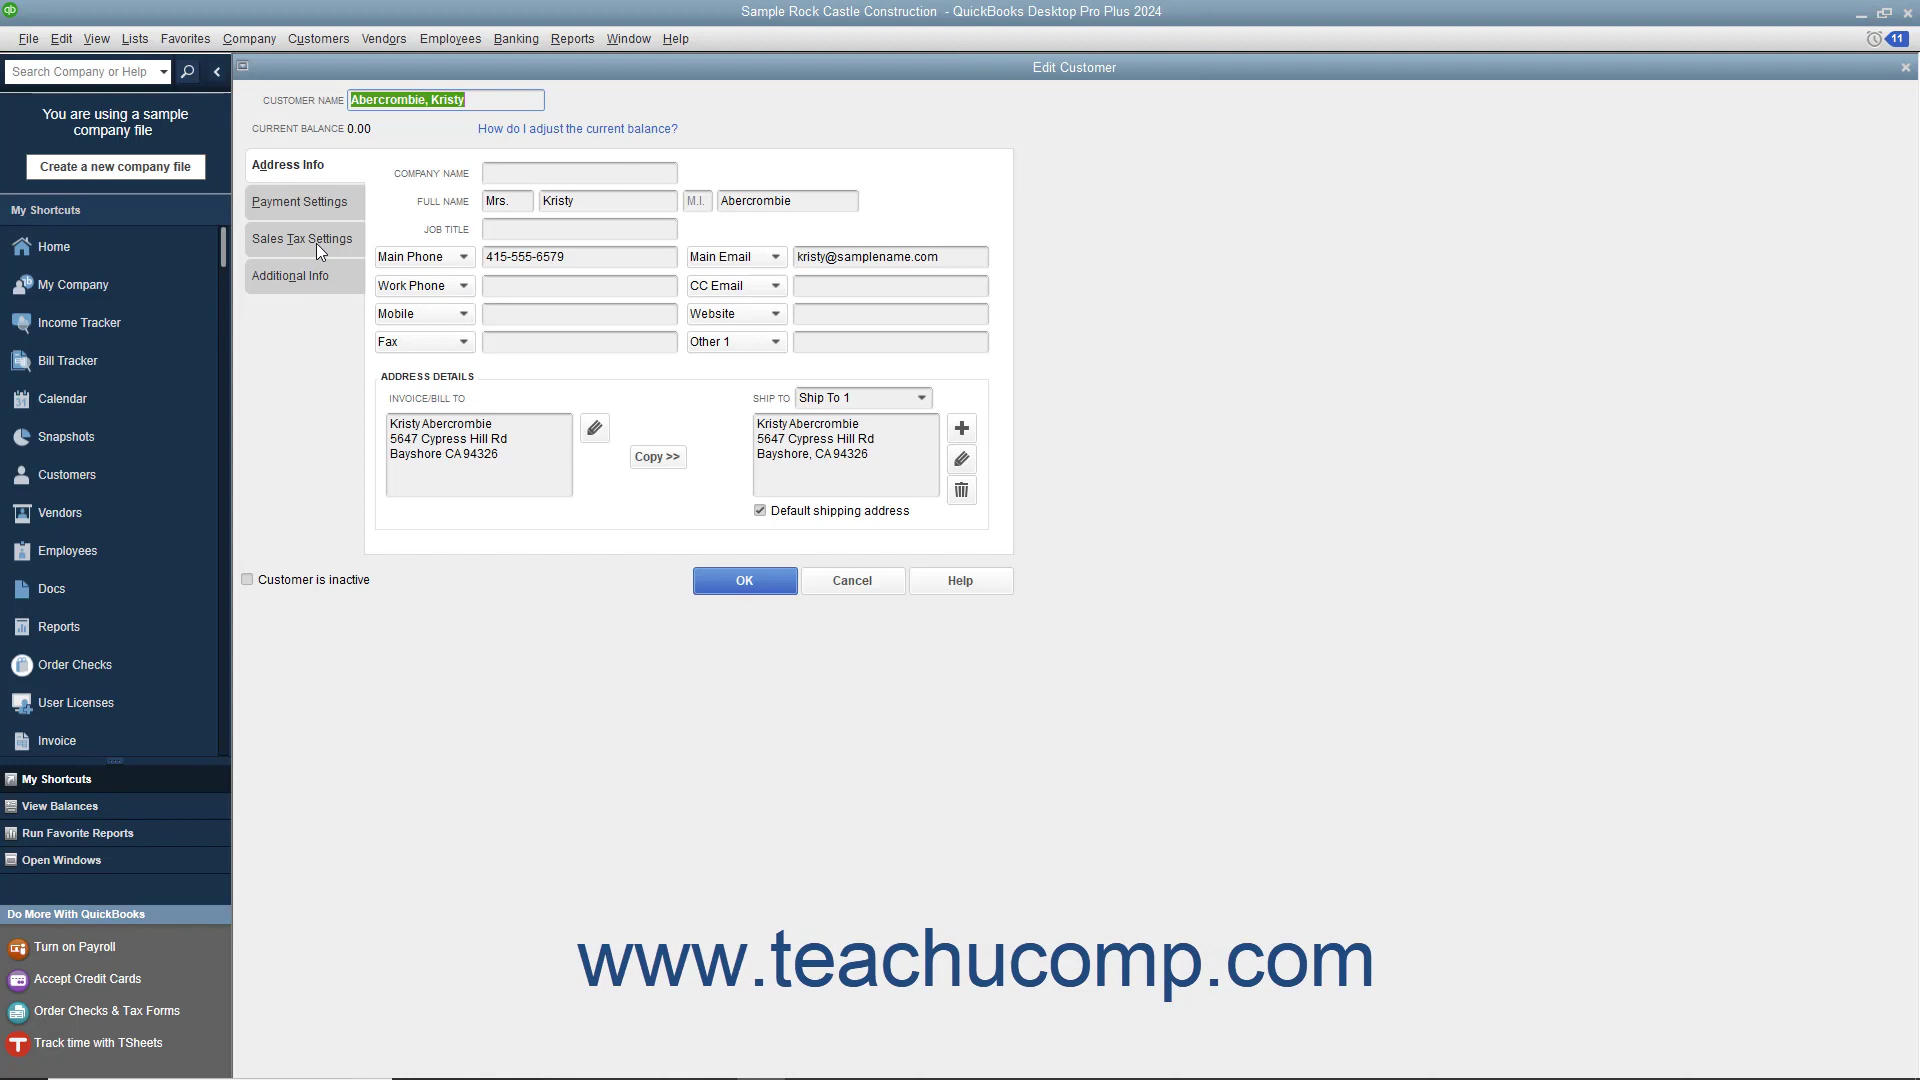 Sample Rock Castle Construction - QuickBooks Desktop Pro Plus 2024
File Edit View Lists Favorites Company Customers Vendors Employees Banking Reports Window Help
11
Search Company or Help
Edit Customer
You are using a sample
company file
Create a new company file
My Shortcuts
Home
My Company
Income Tracker
Bill Tracker
Calendar
Snapshots
Customers
Vendors
Employees
Docs
Reports
Order Checks
User Licenses
Invoice
My Shortcuts
View Balances
Run Favorite Reports
Open Windows
Do More With QuickBooks
Turn on Payroll
Accept Credit Cards
Order Checks & Tax Forms
Track time with TSheets
CUSTOMER NAME Abercrombie, Kristy
CURRENT BALANCE 0.00 How do I adjust the current balance?
Address Info
Payment Settings
Sales Tax Settings
Additional Info
COMPANY NAME
FULL NAME Mrs. Kristy M.I. Abercrombie
JOB TITLE
Main Phone 415-555-6579 Main Email kristy@samplename.com
Work Phone CC Email
Mobile Website
Fax Other 1
ADDRESS DETAILS
INVOICE/BILL TO
Kristy Abercrombie
5647 Cypress Hill Rd
Bayshore CA 94326
Copy >>
SHIP TO Ship To 1
Kristy Abercrombie
5647 Cypress Hill Rd
Bayshore, CA 94326
Default shipping address
Customer is inactive
OK Cancel Help
www.teachucomp.com